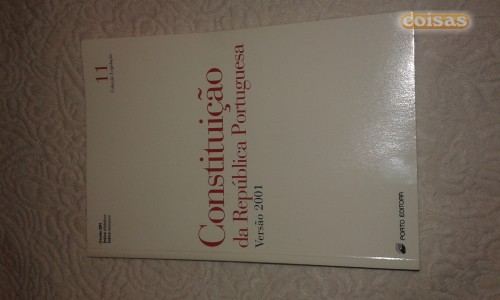 11
Constituição
da República Portuguesa
Versão 2001
PORTO EDITORA
coisas